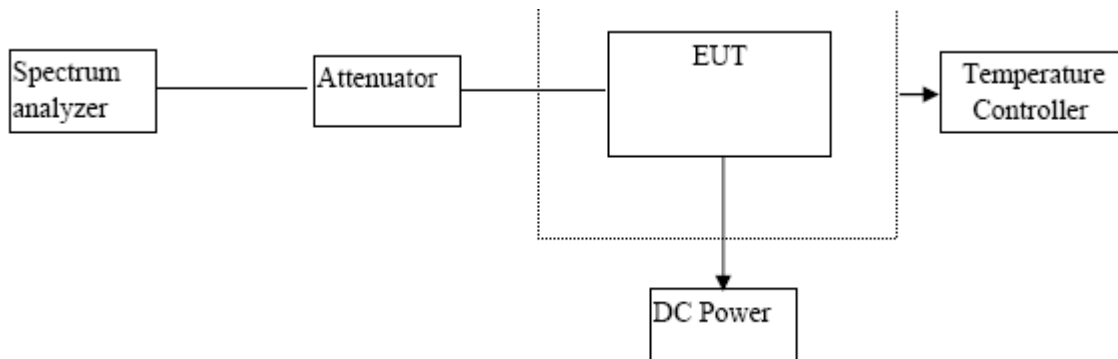 Spectrum
analyzer
Attenuator
EUT
Temperature
Controller
DC Power